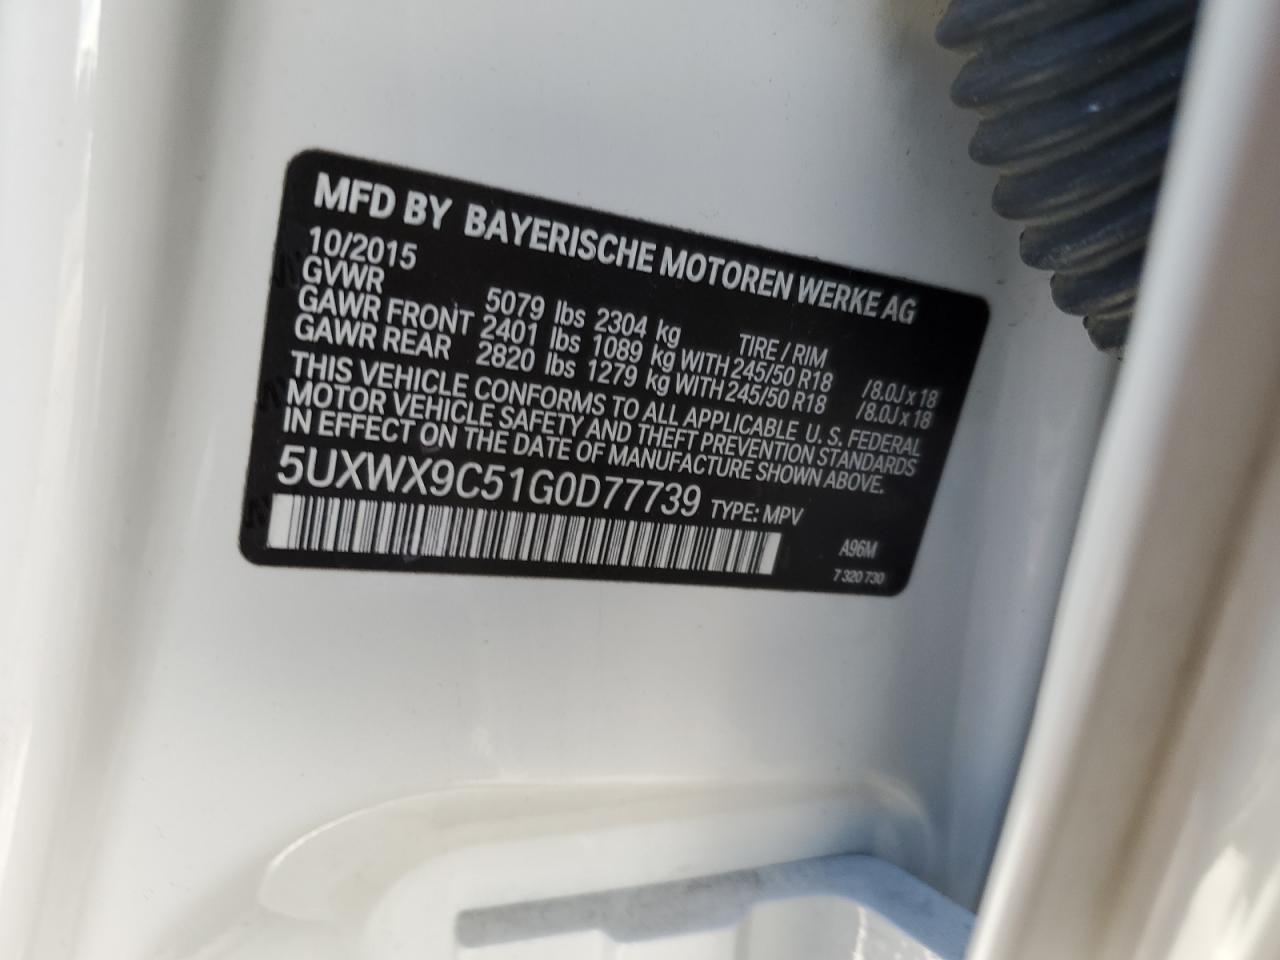 MFD BY BAYERISCHE MOTOREN WERKE AG
10/2015
GVWR 5079 lbs 2304 kg TIRE / RIM
GAWR FRONT 2401 lbs 1089 kg WITH 245/50 R18 /8.0J x 18
GAWR REAR 2820 lbs 1279 kg WITH 245/50 R18 /8.0J x 18
THIS VEHICLE CONFORMS TO ALL APPLICABLE U. S. FEDERAL
MOTOR VEHICLE SAFETY AND THEFT PREVENTION STANDARDS
IN EFFECT ON THE DATE OF MANUFACTURE SHOWN ABOVE.
5UXWX9C51G0D77739 TYPE: MPV
A96M
7 320 730